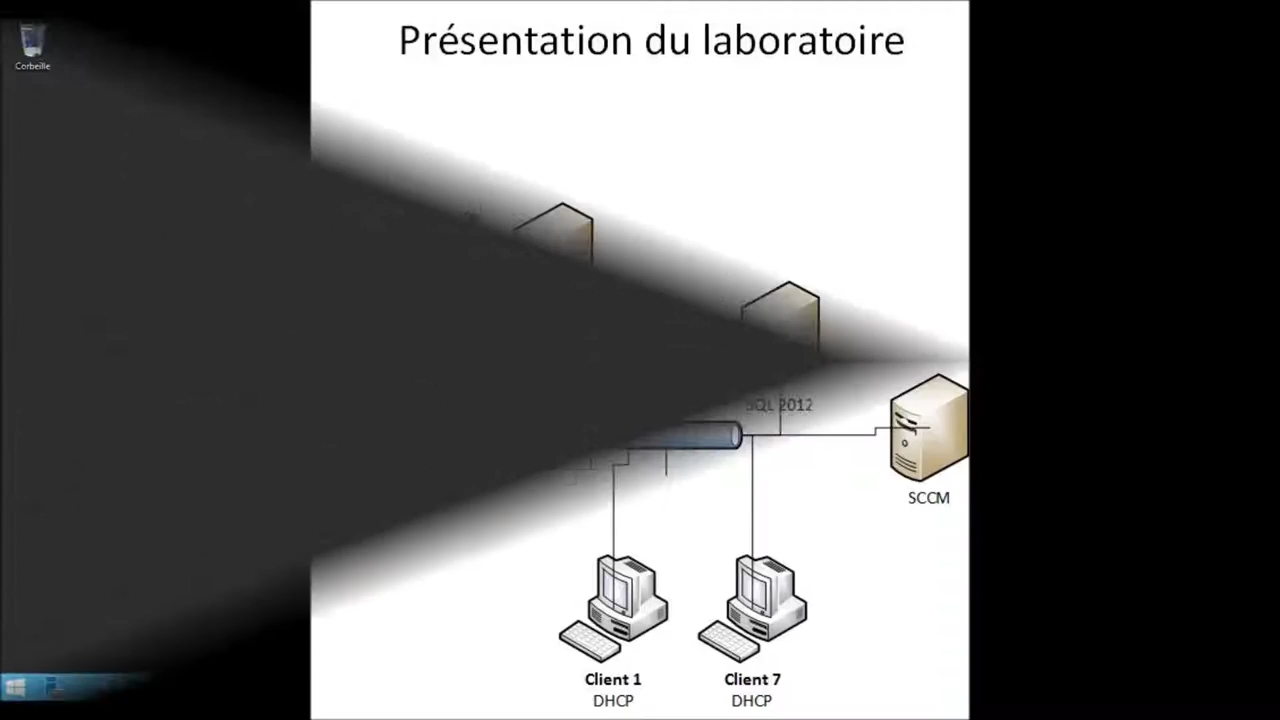 Présentation du laboratoire
Corbeille
SQL 2012
SCCM
Client 1
DHCP
Client 7
DHCP